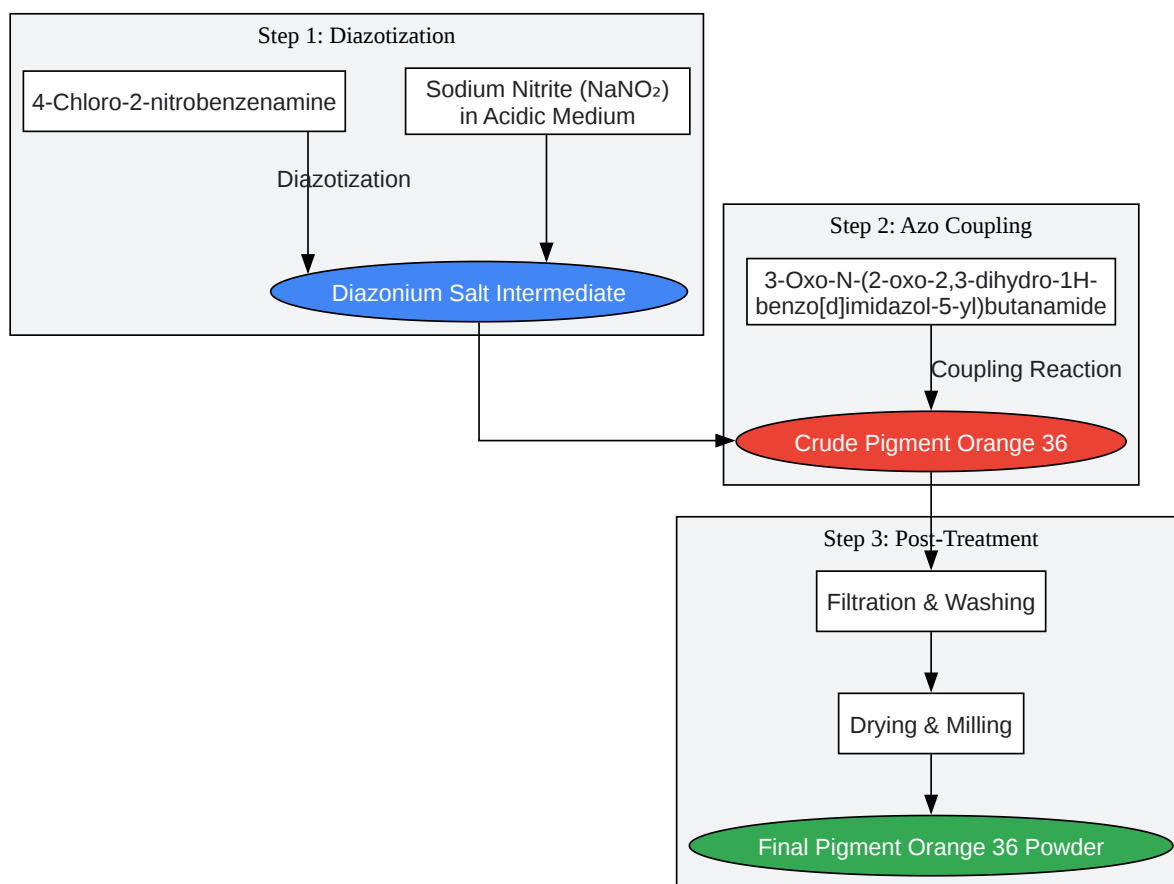 Step 1: Diazotization
4-Chloro-2-nitrobenzenamine
Sodium Nitrite (NaNO₂)
in Acidic Medium
Diazotization
Diazonium Salt Intermediate
Step 2: Azo Coupling
3-Oxo-N-(2-oxo-2,3-dihydro-1H-
benzo[d]imidazol-5-yl)butanamide
Coupling Reaction
Crude Pigment Orange 36
Step 3: Post-Treatment
Filtration & Washing
Drying & Milling
Final Pigment Orange 36 Powder